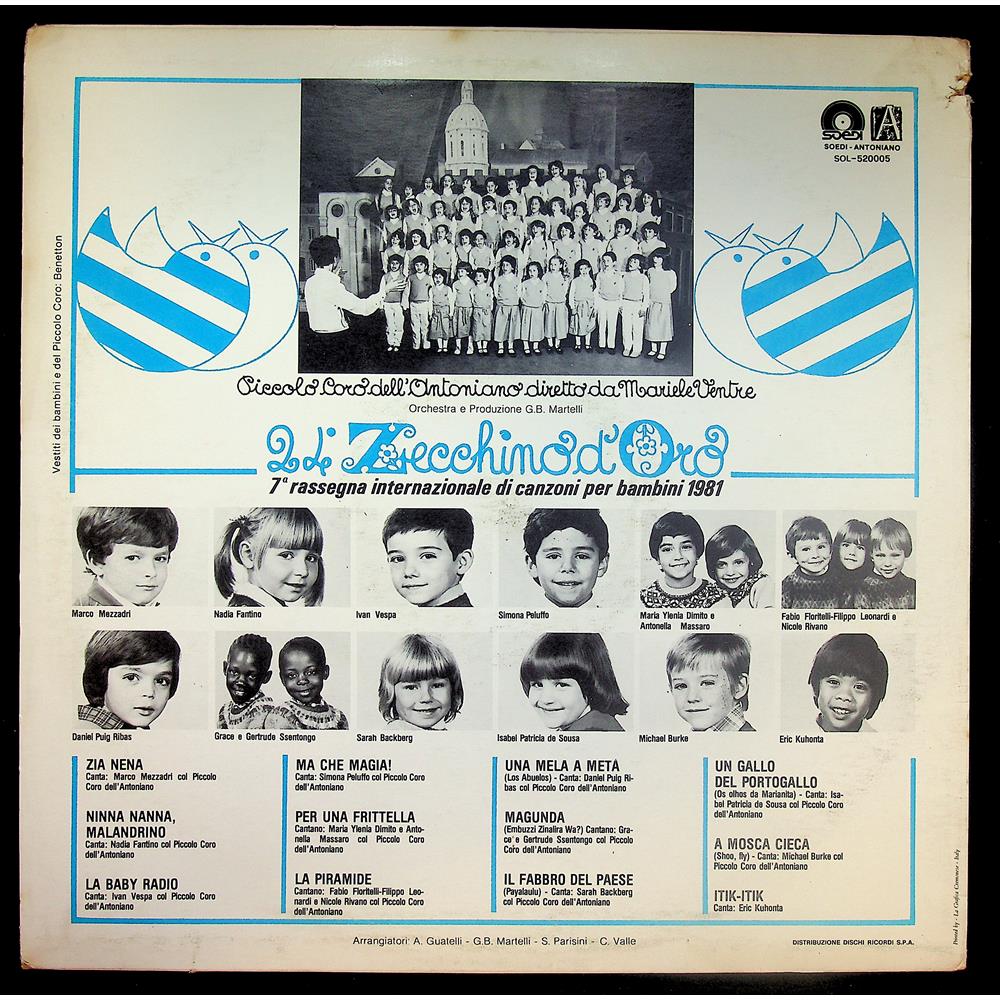 SOEDI
A
SOEDI - ANTONIANO
SOL-520005
Vestiti dei bambini e del Piccolo Coro: Benetton
Piccolo Coro dell'Antoniano diretto da Mariele Ventre
Orchestra e Produzione G.B. Martelli
24° Zecchino d'Oro
7ª rassegna internazionale di canzoni per bambini 1981
Marco Mezzadri
Nadia Fantino
Ivan Vespa
Simona Peluffo
Maria Ylenia Dimito e
Antonella Massaro
Fabio Floritelli-Filippo Leonardi e
Nicole Rivano
Daniel Puig Ribas
Grace e Gertrude Ssentongo
Sarah Backberg
Isabel Patricia de Sousa
Michael Burke
Eric Kuhonta
ZIA NENA
Canta: Marco Mezzadri col Piccolo
Coro dell'Antoniano
NINNA NANNA,
MALANDRINO
Canta: Nadia Fantino col Piccolo Coro
dell'Antoniano
LA BABY RADIO
Canta: Ivan Vespa col Piccolo Coro
dell'Antoniano
MA CHE MAGIA!
Canta: Simona Peluffo col Piccolo Coro
dell'Antoniano
PER UNA FRITTELLA
Cantano: Maria Ylenia Dimito e Anto-
nella Massaro col Piccolo Coro
dell'Antoniano
LA PIRAMIDE
Cantano: Fabio Floritelli-Filippo Leo-
nardi e Nicole Rivano col Piccolo Coro
dell'Antoniano
UNA MELA A METÀ
(Los Abuelos) - Canta: Daniel Puig Ri-
bas col Piccolo Coro dell'Antoniano
MAGUNDA
(Embuzzi Zinalira Wa?) Cantano: Gra-
ce e Gertrude Ssentongo col Piccolo
Coro dell'Antoniano
IL FABBRO DEL PAESE
(Payalaulu) - Canta: Sarah Backberg
col Piccolo Coro dell'Antoniano
UN GALLO
DEL PORTOGALLO
(Os olhos da Marianita) - Canta: Isa-
bel Patricia de Sousa col Piccolo Coro
dell'Antoniano
A MOSCA CIECA
(Shoo, fly) - Canta: Michael Burke col
Piccolo Coro dell'Antoniano
ITIK-ITIK
Canta: Eric Kuhonta
Arrangiatori: A. Guatelli - G.B. Martelli - S. Parisini - C. Valle
DISTRIBUZIONE DISCHI RICORDI S.P.A.
Printed by - La Grafica Cremonese - Italy